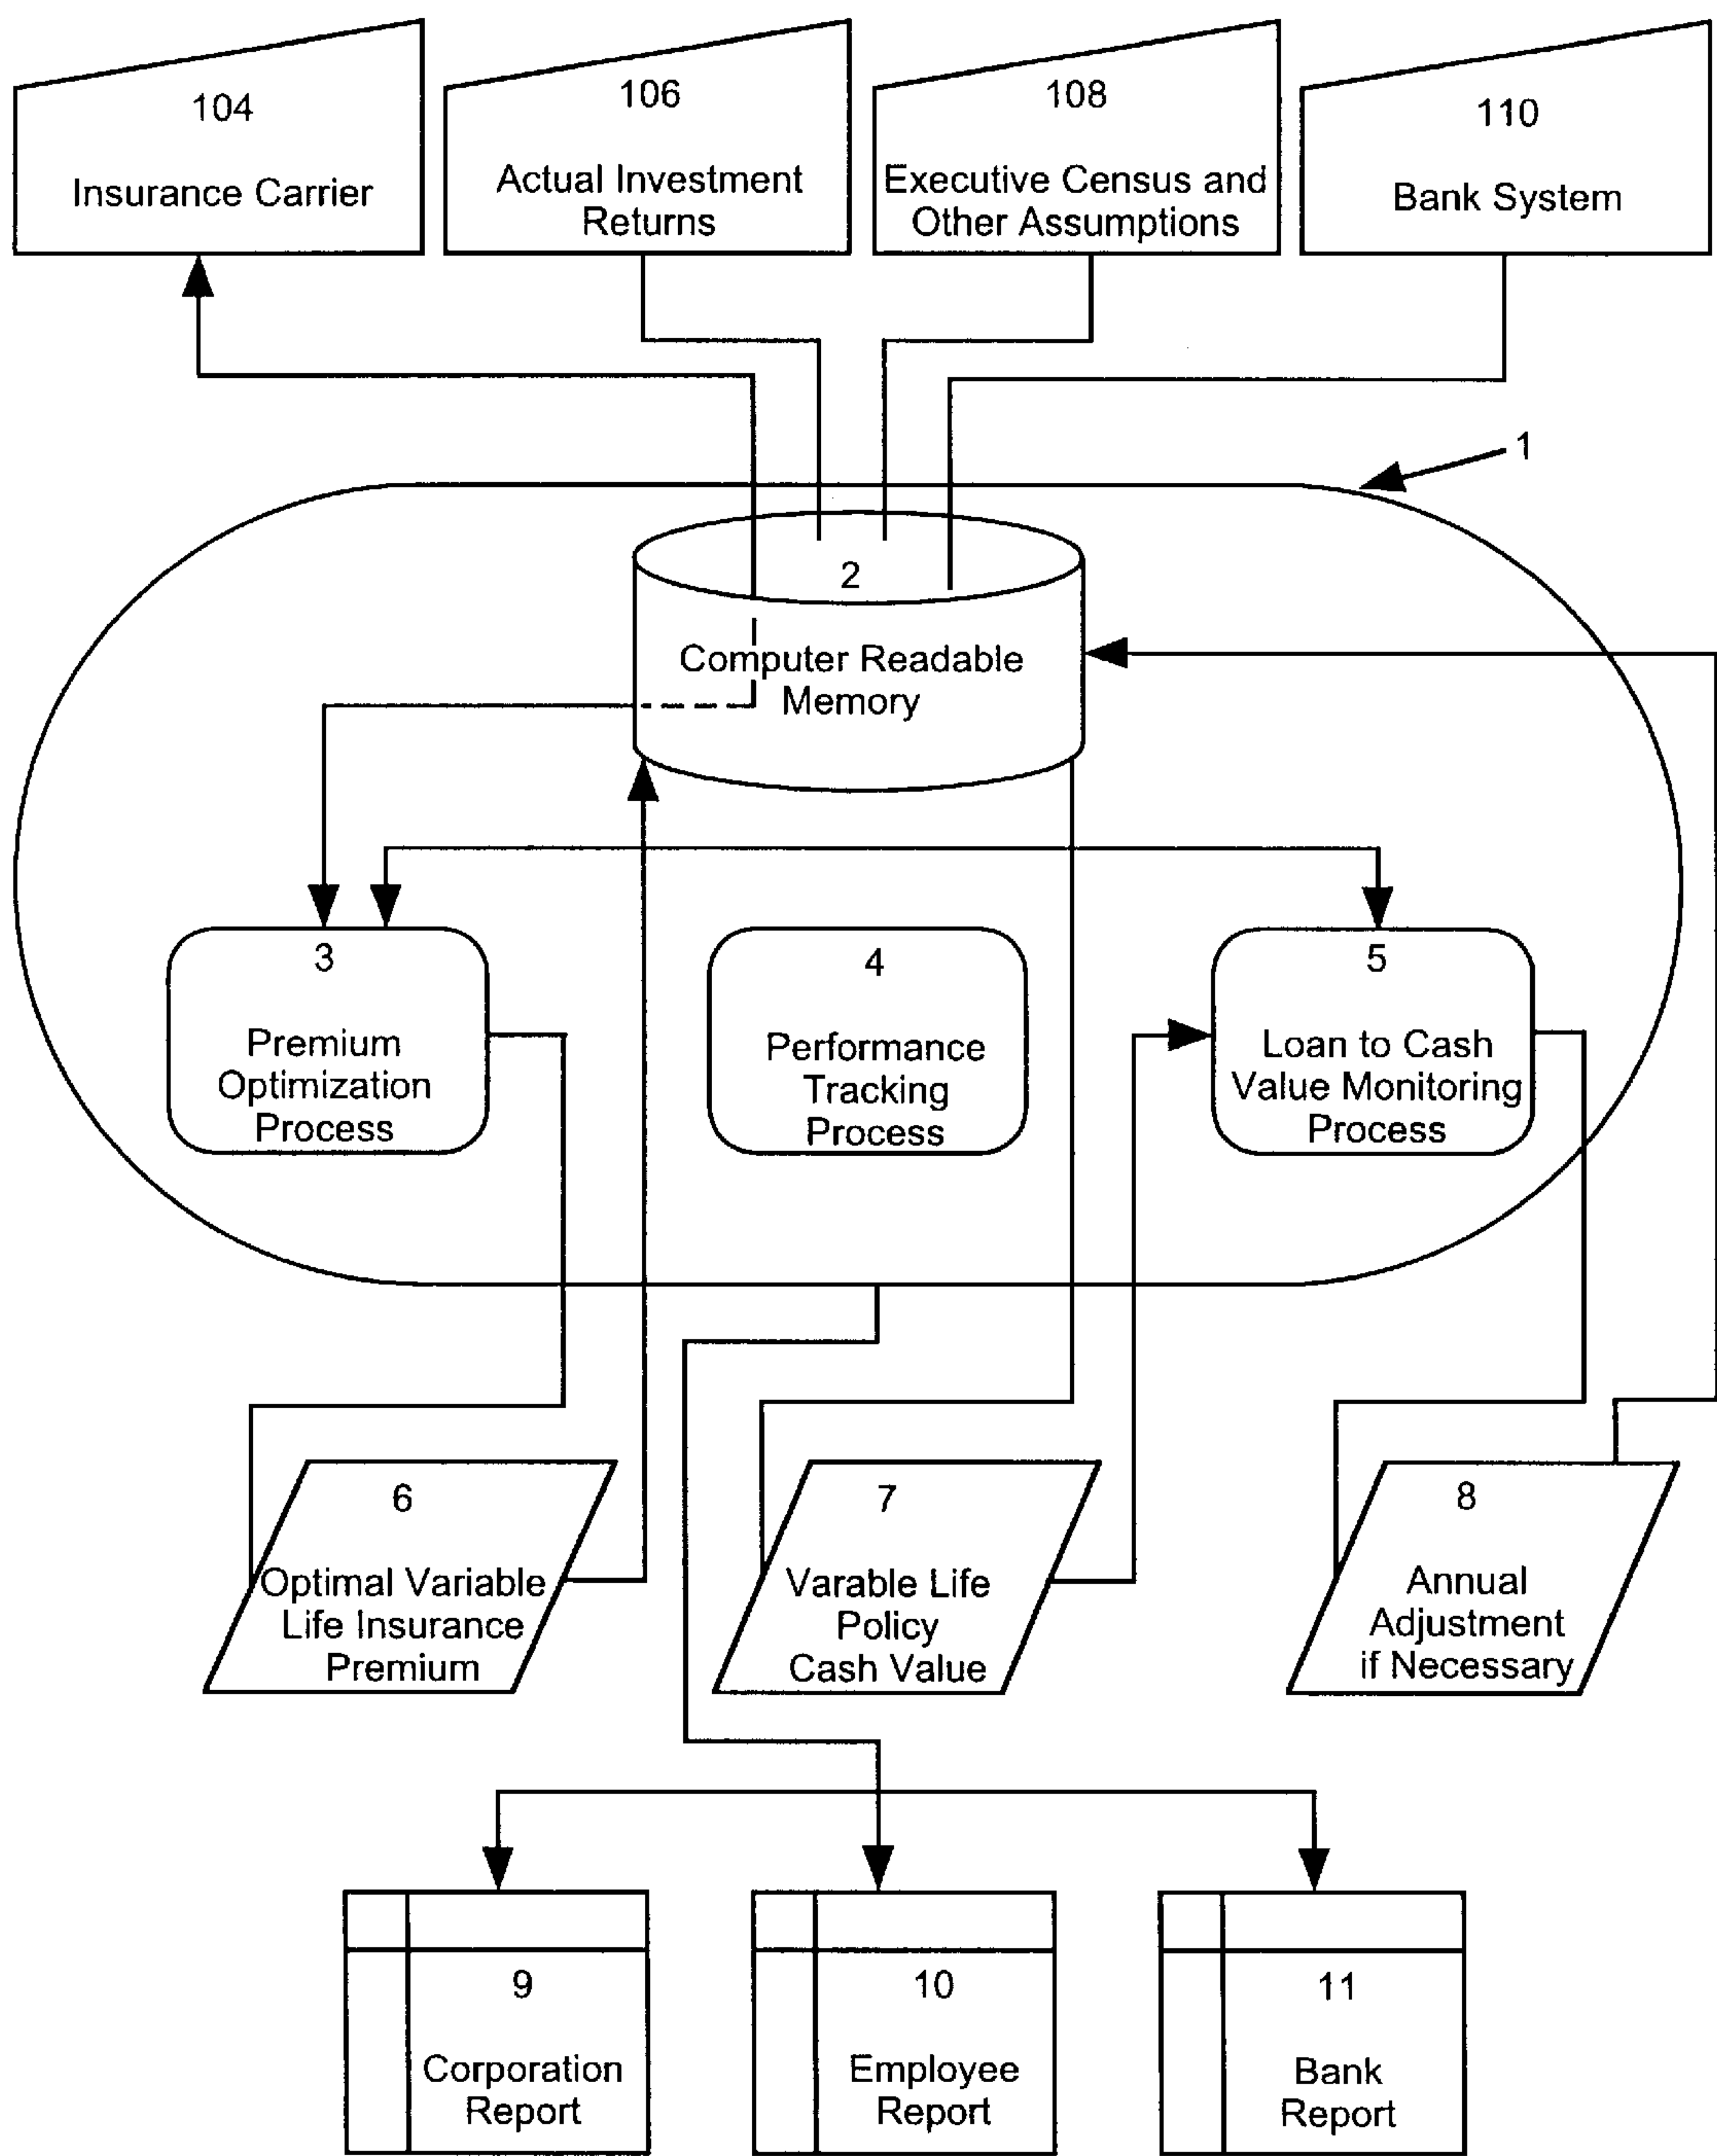 104
Insurance Carrier
106
Actual Investment
Returns
108
Executive Census and
Other Assumptions
110
Bank System
1
2
Computer Readable
Memory
3
Premium
Optimization
Process
4
Performance
Tracking
Process
5
Loan to Cash
Value Monitoring
Process
6
Optimal Variable
Life Insurance
Premium
7
Varable Life
Policy
Cash Value
8
Annual
Adjustment
if Necessary
9
Corporation
Report
10
Employee
Report
11
Bank
Report